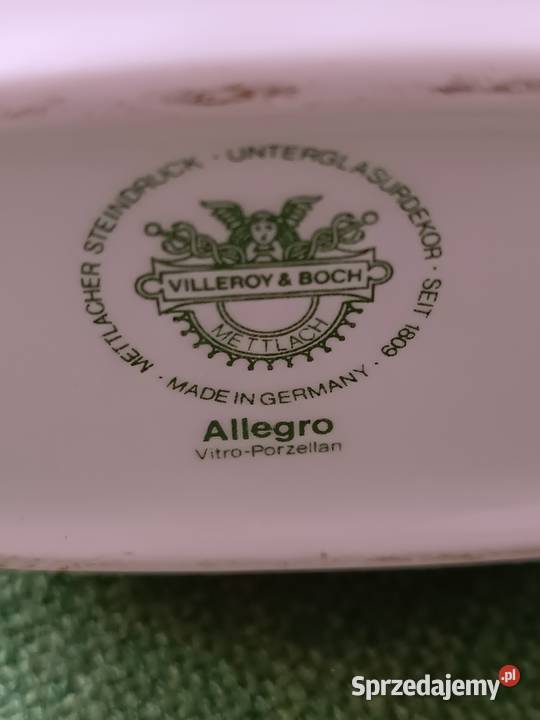 METTLACHER STEINDRUCK · UNTERGLASURDEKOR · SEIT 1809 ·
VILLEROY & BOCH
METTLACH
· MADE IN GERMANY ·
Allegro
Vitro-Porzellan
Sprzedajemy.pl